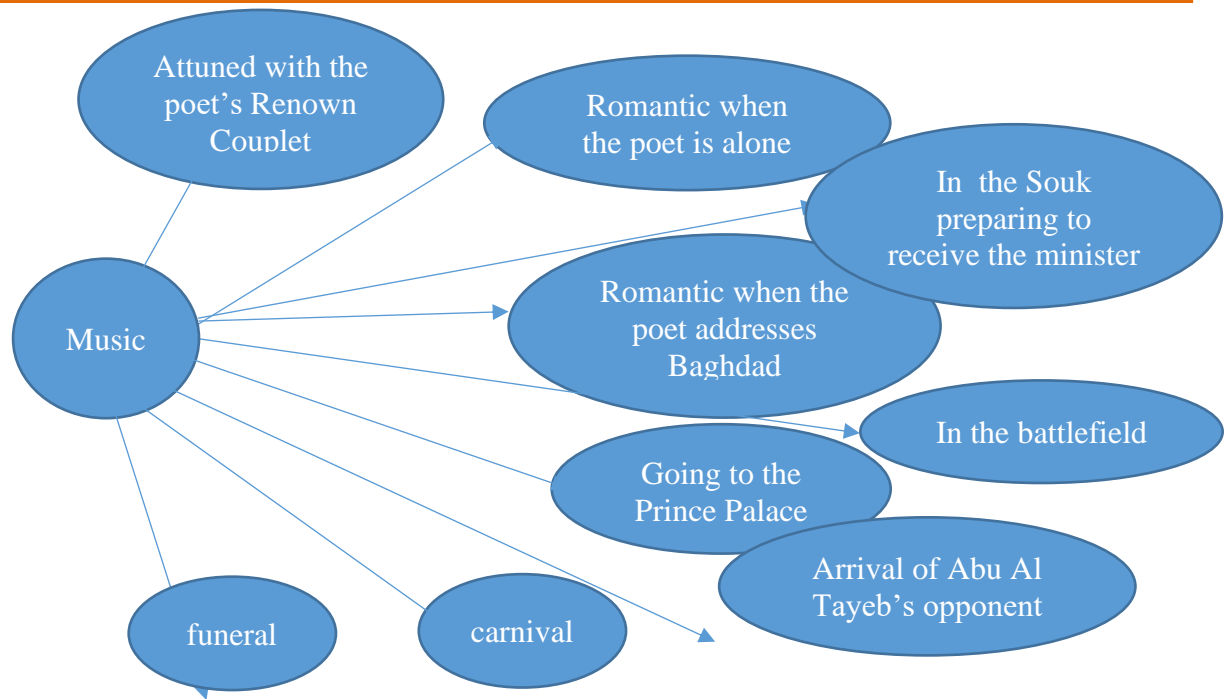 Attuned with the
poet’s Renown
Couplet
Romantic when
the poet is alone
In the Souk
preparing to
receive the minister
Romantic when the
poet addresses
Baghdad
Music
In the battlefield
Going to the
Prince Palace
Arrival of Abu Al
Tayeb’s opponent
funeral
carnival